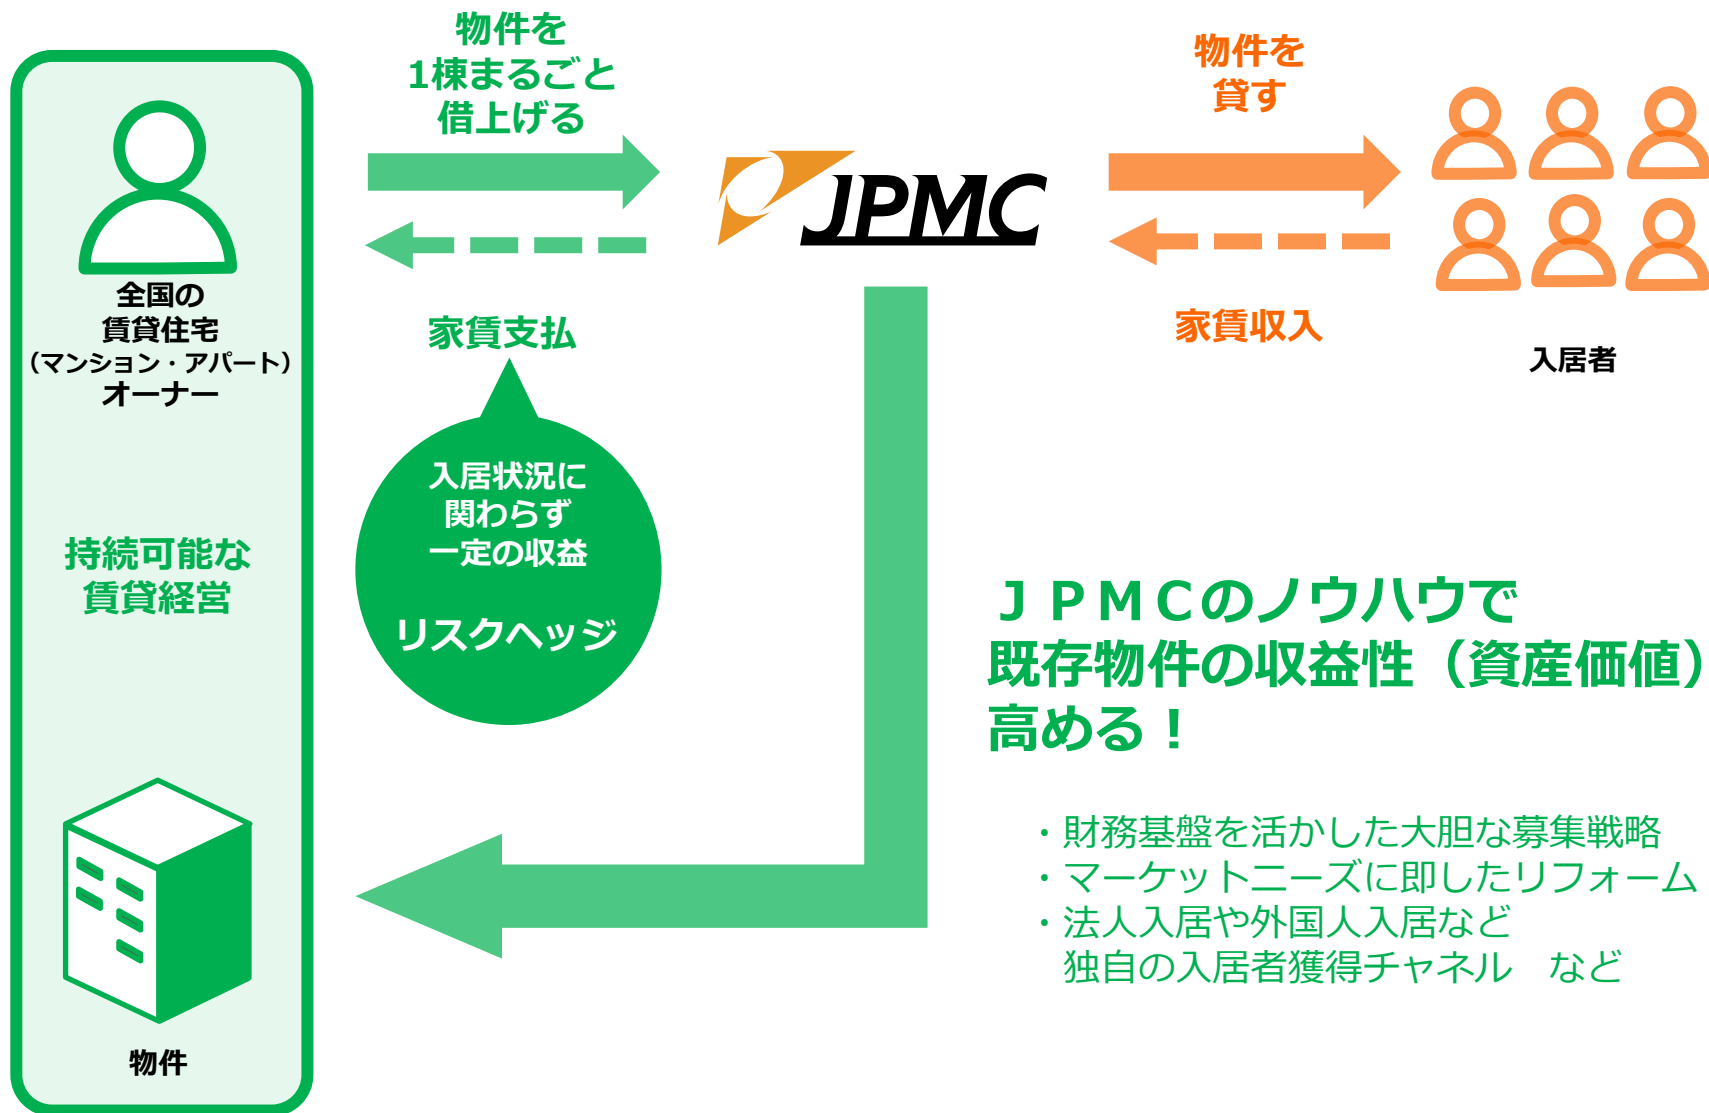 物件を
1棟まるごと
借上げる
物件を
貸す
JPMC
全国の
賃貸住宅
（マンション・アパート）
オーナー
家賃支払
家賃収入
入居者
入居状況に
関わらず
一定の収益
リスクヘッジ
持続可能な
賃貸経営
ＪＰＭＣのノウハウで
既存物件の収益性（資産価値）
高める！
・財務基盤を活かした大胆な募集戦略
・マーケットニーズに即したリフォーム
・法人入居や外国人入居など
独自の入居者獲得チャネル　など
物件